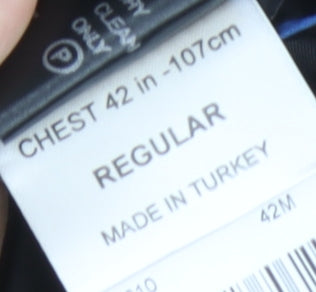 DRY
CLEAN
ONLY
P
CHEST 42 in -107cm
REGULAR
MADE IN TURKEY
42M